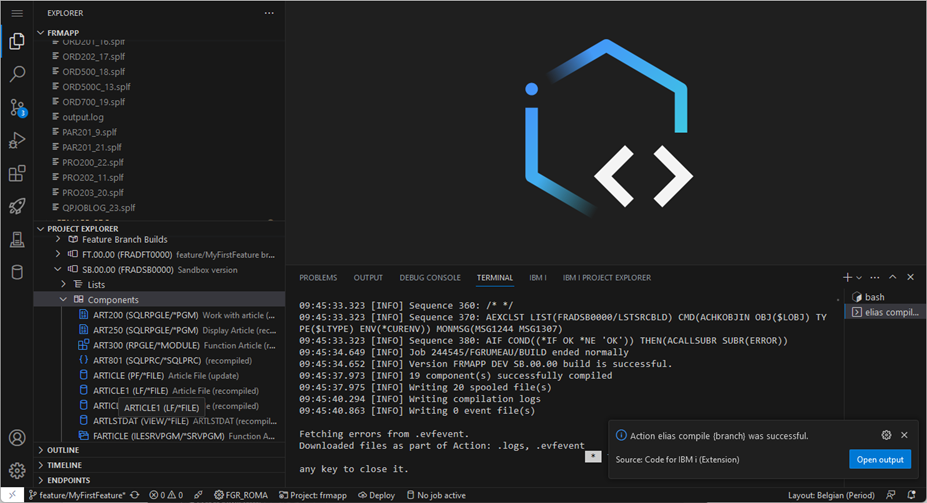 EXPLORER
FRMAPP
ORD201_16.splf
ORD202_17.splf
ORD500_18.splf
ORD500C_13.splf
ORD700_19.splf
output.log
PAR201_9.splf
PAR201_21.splf
PRO200_22.splf
PRO202_11.splf
PRO203_20.splf
QPJOBLOG_23.splf
PROJECT EXPLORER
Feature Branch Builds
FT.00.00 (FRADFT0000) feature/MyFirstFeature br...
SB.00.00 (FRADSB0000) Sandbox version
Lists
Components
ART200 (SQLRPGLE/*PGM) Work with article (...
ART250 (SQLRPGLE/*PGM) Display Article (rec...
ART300 (RPGLE/*MODULE) Function Article (...
ART801 (SQLPRC/*SQLPRC) (recompiled)
ARTICLE (PF/*FILE) Article File (update)
ARTICLE1 (LF/*FILE) Article File (recompiled)
ARTICLE1 (LF/*FILE)
(recompiled)
ARTLSTDAT (VIEW/*FILE) ARTLSTDAT (recompil...
FARTICLE (ILESRVPGM/*SRVPGM) Function A...
OUTLINE
TIMELINE
ENDPOINTS
3
PROBLEMS OUTPUT DEBUG CONSOLE TERMINAL IBM I IBM I PROJECT EXPLORER
bash
elias compil...
09:45:33.323 [INFO] Sequence 360: /* */
09:45:33.323 [INFO] Sequence 370: AEXCLST LIST(FRADSB0000/LSTSRCBLD) CMD(ACHKOBJIN OBJ($LOBJ) TY
PE($LTYPE) ENV(*CURENV)) MONMSG(MSG1244 MSG1307)
09:45:33.323 [INFO] Sequence 380: AIF COND((*IF OK *NE 'OK')) THEN(ACALLSUBR SUBR(ERROR))
09:45:34.649 [INFO] Job 244545/FGRUMEAU/BUILD ended normally
09:45:34.652 [INFO] Version FRMAPP DEV SB.00.00 build is successful.
09:45:37.973 [INFO] 19 component(s) successfully compiled
09:45:37.975 [INFO] Writing 20 spooled file(s)
09:45:40.294 [INFO] Writing compilation logs
09:45:40.863 [INFO] Writing 0 event file(s)
Fetching errors from .evfevent.
Downloaded files as part of Action: .logs, .evfevent
*
any key to close it.
Action elias compile {branch} was successful.
Source: Code for IBM i (Extension)
Open output
feature/MyFirstFeature* 0 0 FGR_ROMA Project: frmapp Deploy No job active Layout: Belgian (Period)